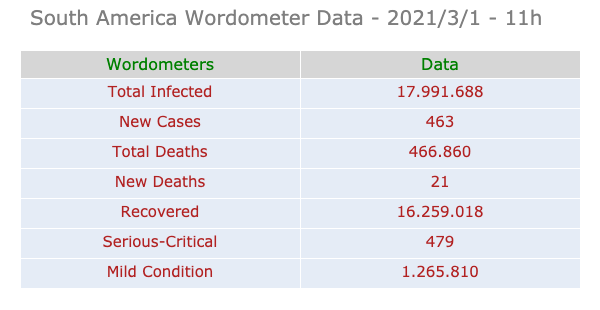 South America Wordometer Data - 2021/3/1 - 11h
Wordometers Data
Total Infected 17.991.688
New Cases 463
Total Deaths 466.860
New Deaths 21
Recovered 16.259.018
Serious-Critical 479
Mild Condition 1.265.810